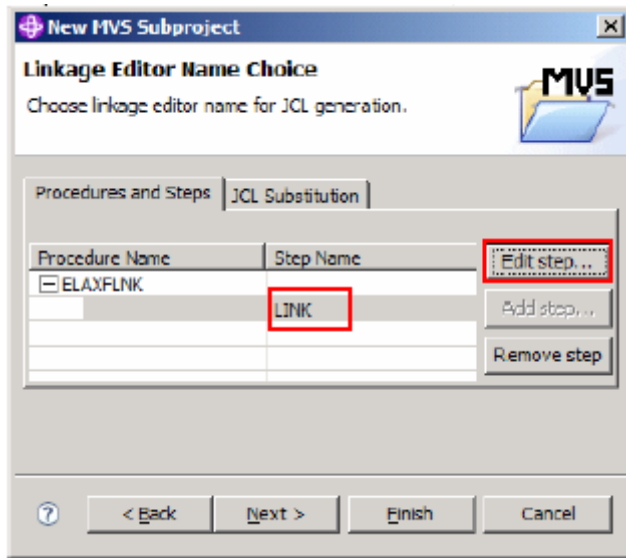 New MVS Subproject
Linkage Editor Name Choice
Choose linkage editor name for JCL generation.
MVS
Procedures and Steps JCL Substitution
Procedure Name Step Name Edit step...
ELAXFLNK
LINK Add step...
Remove step
< Back Next > Finish Cancel